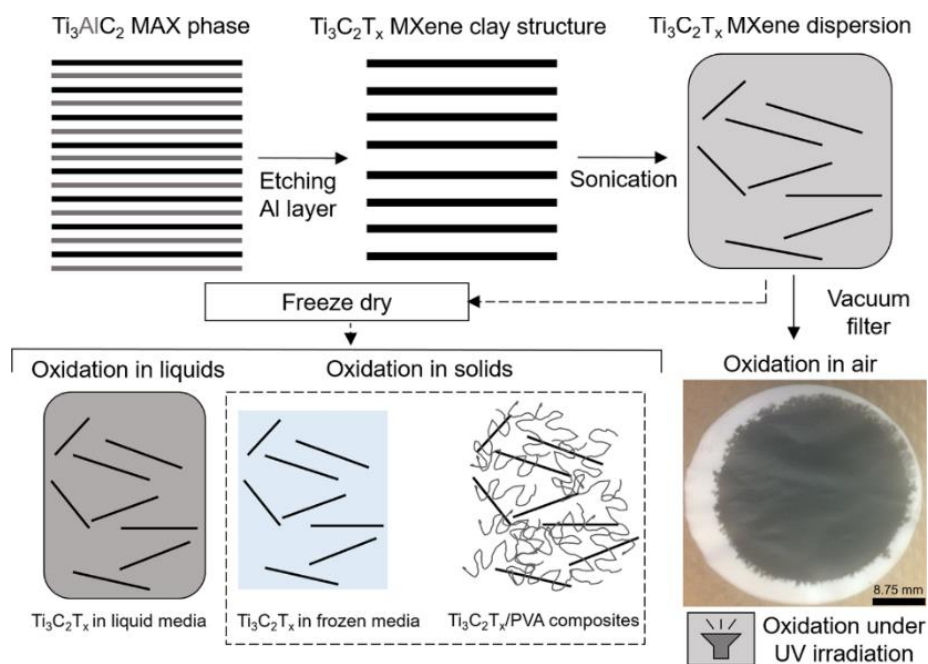 Ti₃AlC₂ MAX phase
Ti₃C₂Tₓ MXene clay structure
Ti₃C₂Tₓ MXene dispersion
Etching
Al layer
Sonication
Freeze dry
Vacuum
filter
Oxidation in liquids
Oxidation in solids
Oxidation in air
8.75 mm
Ti₃C₂Tₓ in liquid media
Ti₃C₂Tₓ in frozen media
Ti₃C₂Tₓ/PVA composites
Oxidation under
UV irradiation